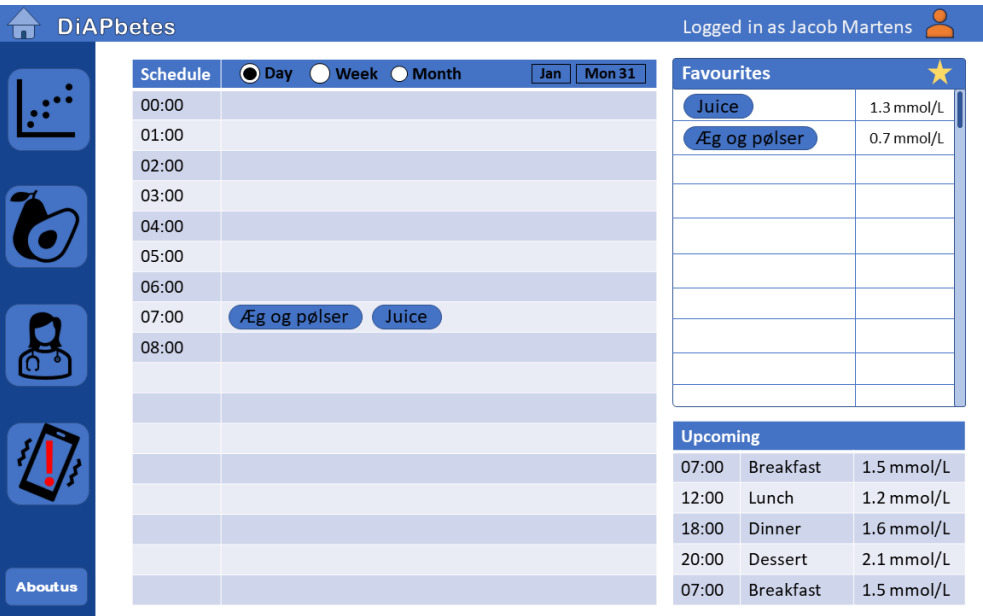 DiAPbetes
Logged in as Jacob Martens
Schedule Day Week Month Jan Mon 31
00:00
01:00
02:00
03:00
04:00
05:00
06:00
07:00 Æg og pølser Juice
08:00
Favourites
Juice 1.3 mmol/L
Æg og pølser 0.7 mmol/L
Upcoming
07:00 Breakfast 1.5 mmol/L
12:00 Lunch 1.2 mmol/L
18:00 Dinner 1.6 mmol/L
20:00 Dessert 2.1 mmol/L
07:00 Breakfast 1.5 mmol/L
About us